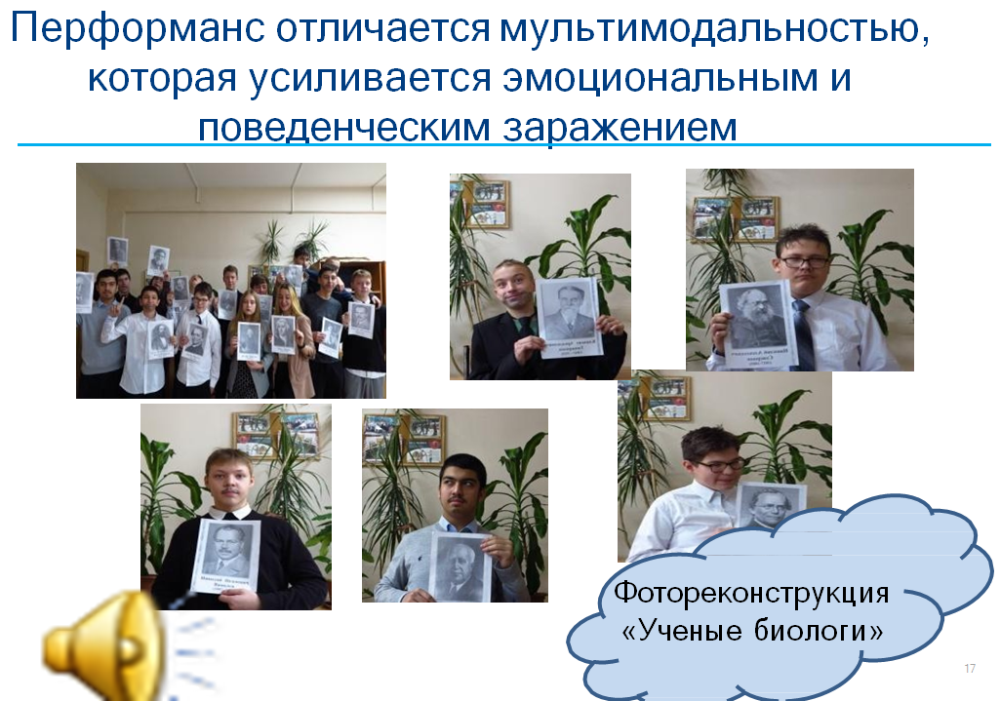 Перформанс отличается мультимодальностью,
которая усиливается эмоциональным и
поведенческим заражением
Фотореконструкция
«Ученые биологи»
17